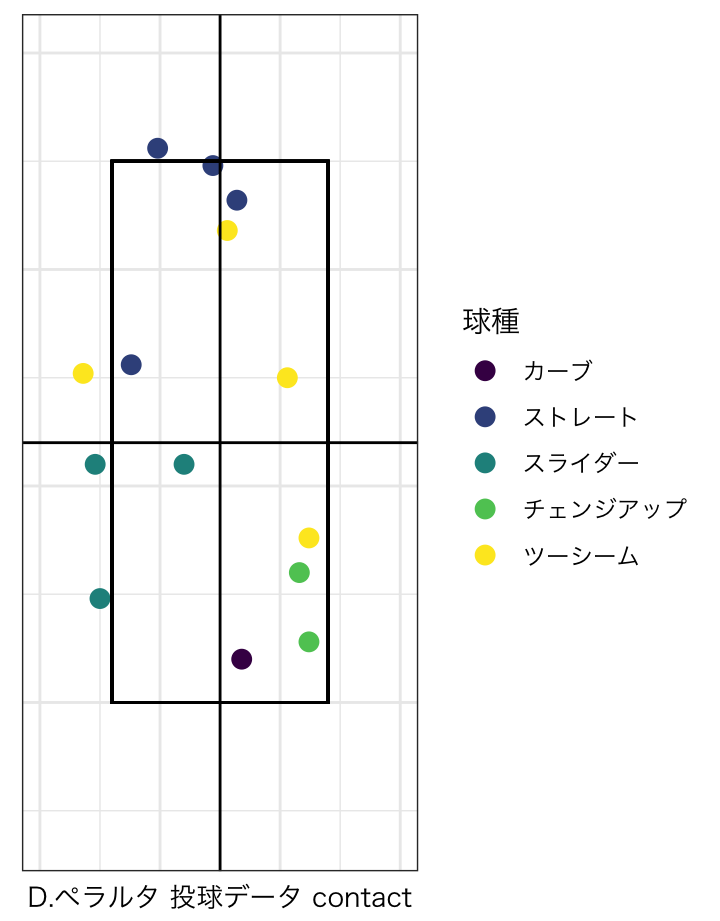 球種
カーブ
ストレート
スライダー
チェンジアップ
ツーシーム
D.ペラルタ 投球データ contact